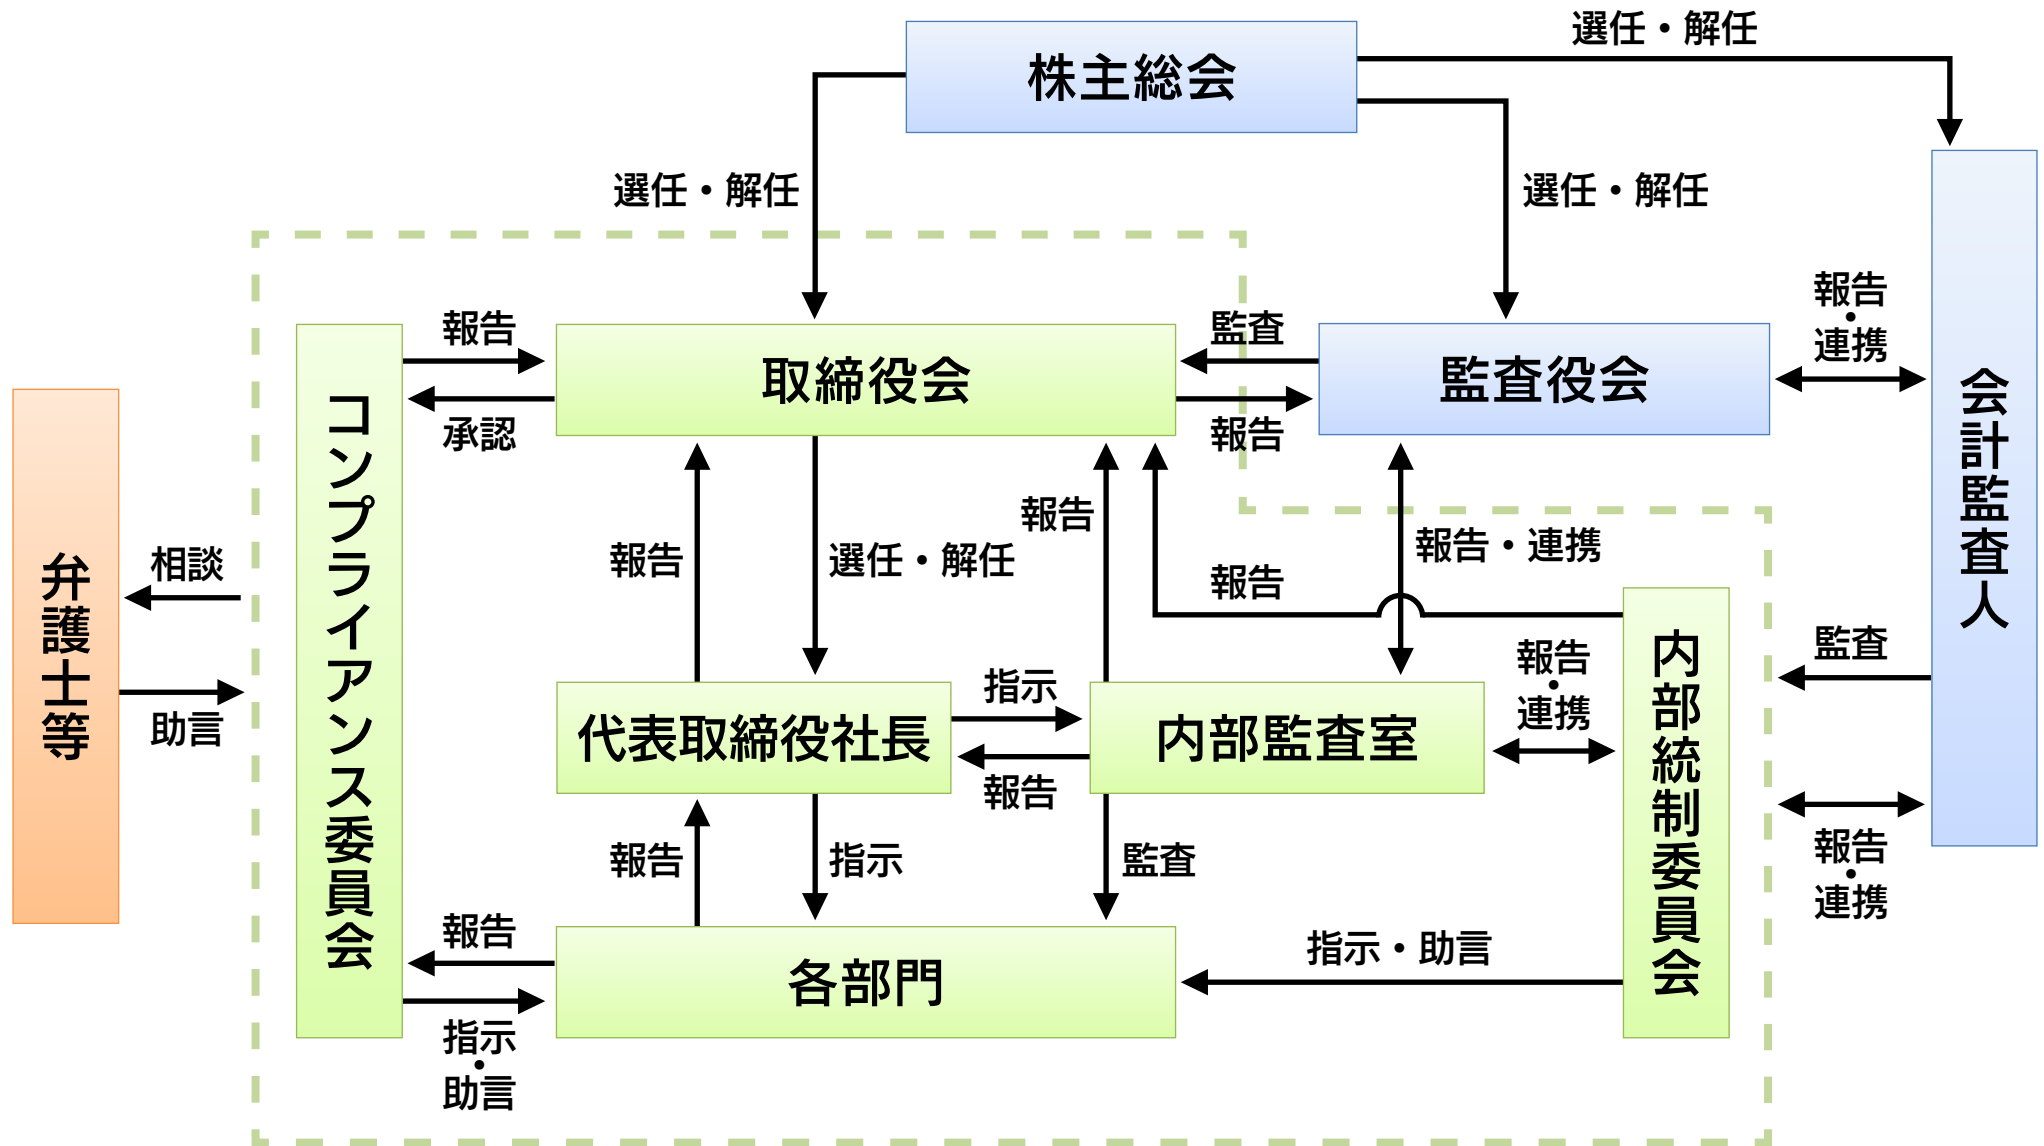 選任・解任
株主総会
選任・解任
選任・解任
報告
・
連携
報告
監査
取締役会
監査役会
承認
報告
会計監査人
コンプライアンス委員会
報告
報告
選任・解任
報告・連携
相談
弁護士等
報告
監査
内部統制委員会
報告
・
連携
指示
助言
代表取締役社長
内部監査室
報告
報告
指示
監査
報告
・
連携
報告
指示・助言
各部門
指示
・
助言